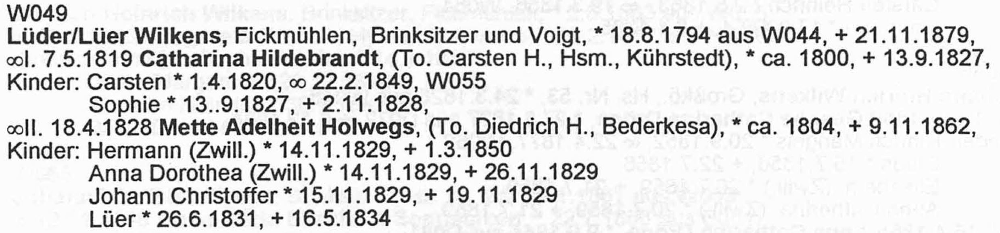 W049
Lüder/Lüer Wilkens, Fickmühlen, Brinksitzer und Voigt, * 18.8.1794 aus W044, + 21.11.1879,
∞I. 7.5.1819 Catharina Hildebrandt, (To. Carsten H., Hsm., Kührstedt), * ca. 1800, + 13.9.1827,
Kinder: Carsten * 1.4.1820, ∞ 22.2.1849, W055
Sophie * 13..9.1827, + 2.11.1828,
∞II. 18.4.1828 Mette Adelheit Holwegs, (To. Diedrich H., Bederkesa), * ca. 1804, + 9.11.1862,
Kinder: Hermann (Zwill.) * 14.11.1829, + 1.3.1850
Anna Dorothea (Zwill.) * 14.11.1829, + 26.11.1829
Johann Christoffer * 15.11.1829, + 19.11.1829
Lüer * 26.6.1831, + 16.5.1834